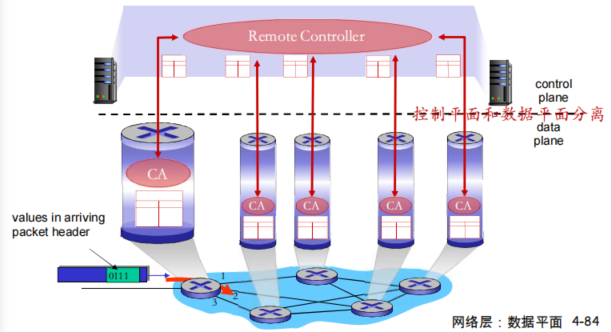 Remote Controller
control
plane
控制平面和数据平面分离
data
plane
CA
CA
CA
CA
CA
values in arriving
packet header
0111
1
2
3
网络层：数据平面 4-84